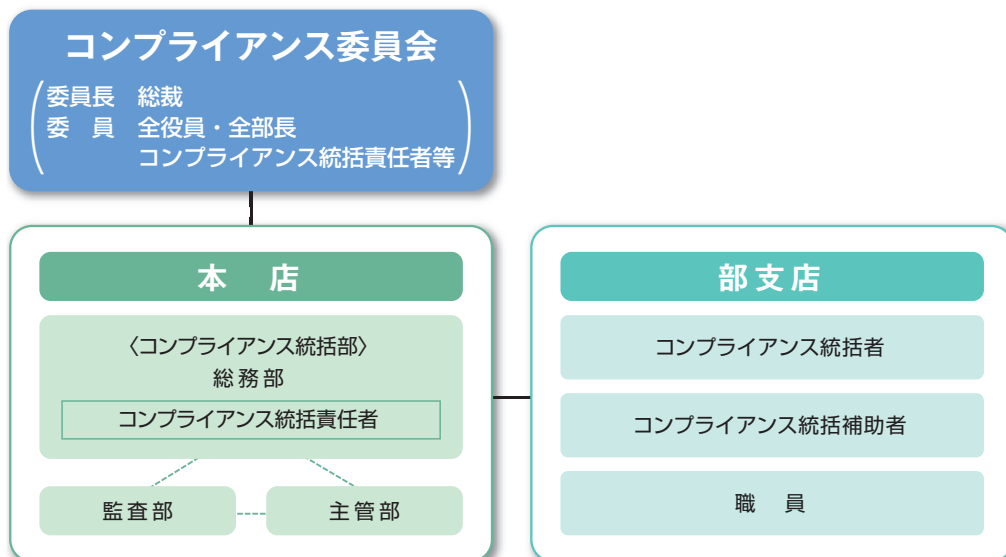 コンプライアンス委員会
委員長　総裁
委　員　全役員・全部長
コンプライアンス統括責任者等
本　店
〈コンプライアンス統括部〉
総務部
コンプライアンス統括責任者
監査部
主管部
部支店
コンプライアンス統括者
コンプライアンス統括補助者
職　員